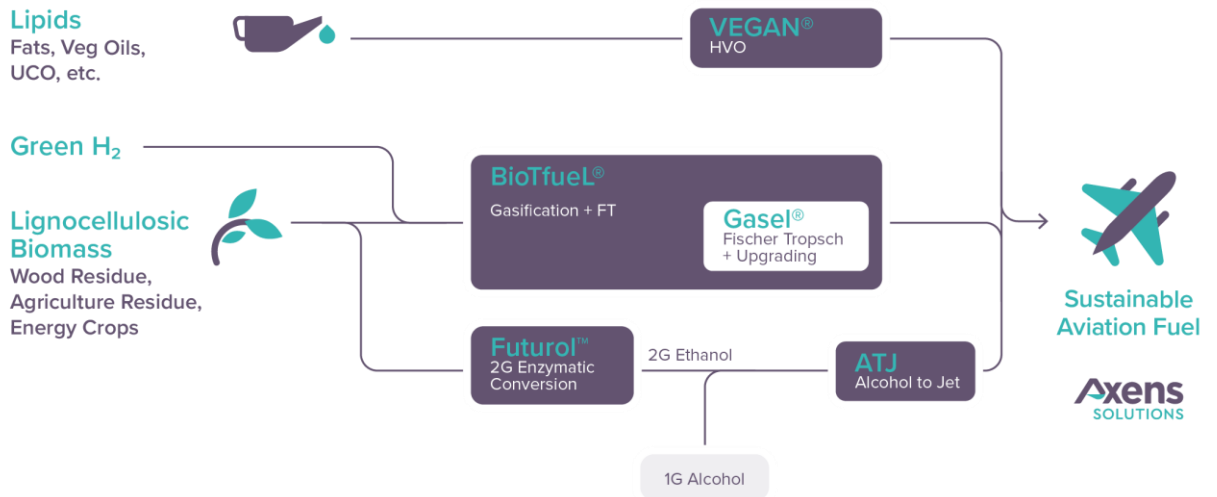 Lipids
Fats, Veg Oils,
UCO, etc.
VEGAN®
HVO
Green H₂
BioTfueL®
Gasification + FT
Gasel®
Fischer Tropsch
+ Upgrading
Lignocellulosic
Biomass
Wood Residue,
Agriculture Residue,
Energy Crops
Futurol™
2G Enzymatic
Conversion
2G Ethanol
1G Alcohol
ATJ
Alcohol to Jet
Sustainable
Aviation Fuel
Axens
SOLUTIONS